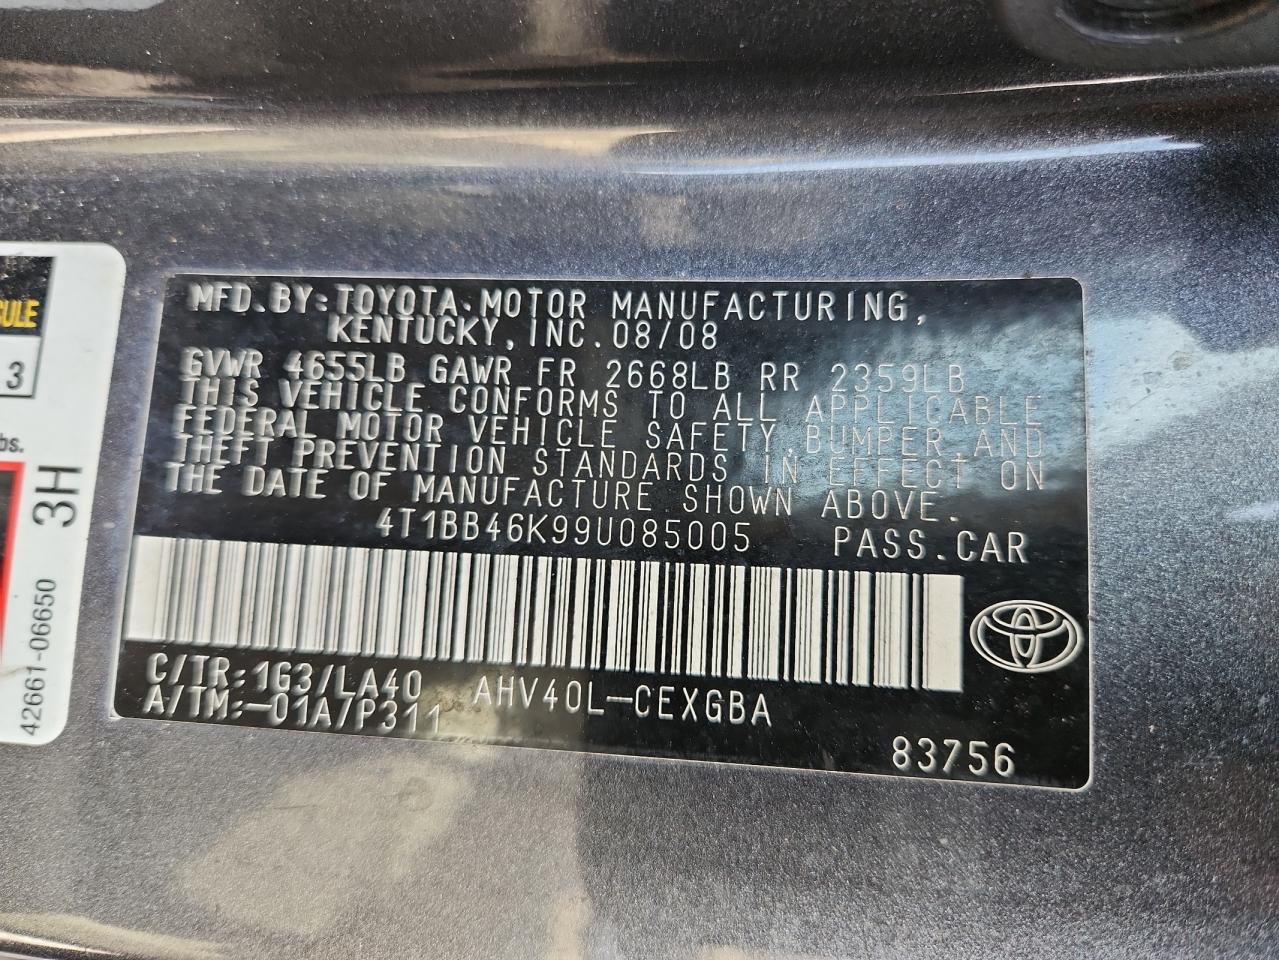 MFD.BY:TOYOTA MOTOR MANUFACTURING,
KENTUCKY, INC. 08/08
GVWR 4655LB GAWR FR 2668LB RR 2359LB
THIS VEHICLE CONFORMS TO ALL APPLICABLE
FEDERAL MOTOR VEHICLE SAFETY, BUMPER, AND
THEFT PREVENTION STANDARDS IN EFFECT ON
THE DATE OF MANUFACTURE SHOWN ABOVE.
4T1BB46K99U085005 PASS.CAR
C/TR: 1G3/LA40 AHV40L-CEXGBA
A/TM: -01A/P311
83756
3
3H
42661-06650